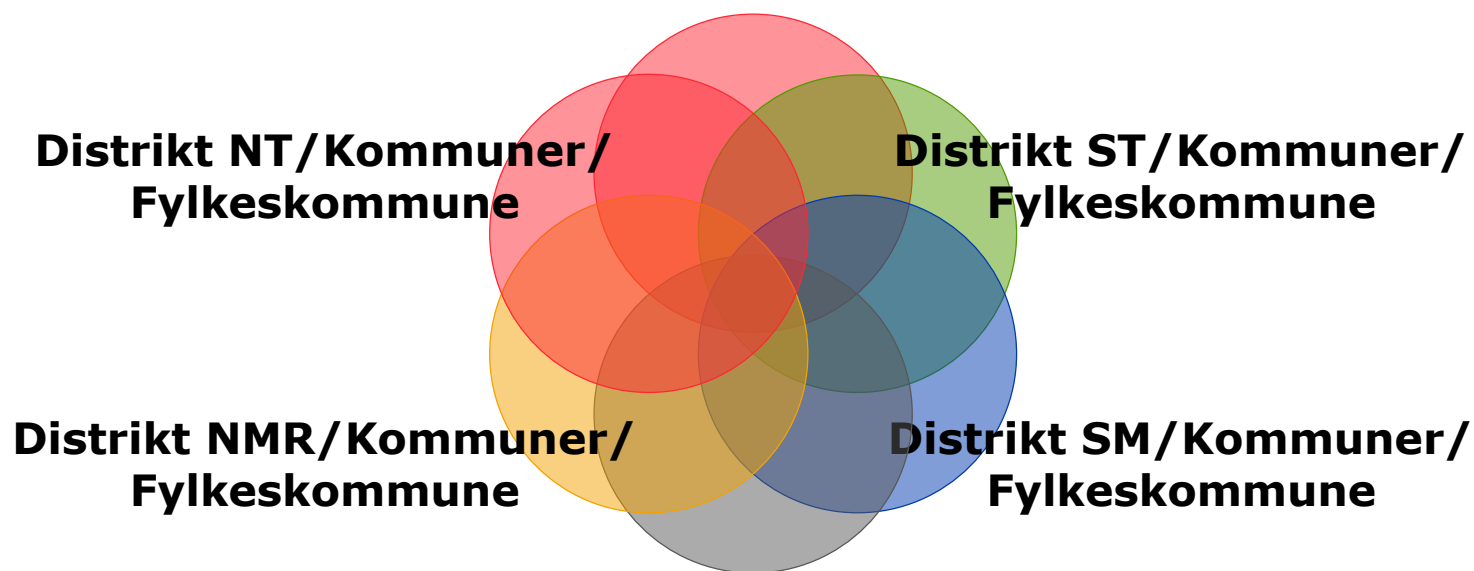 Distrikt NT/Kommuner/
Fylkeskommune
Distrikt ST/Kommuner/
Fylkeskommune
Distrikt NMR/Kommuner/
Fylkeskommune
Distrikt SM/Kommuner/
Fylkeskommune